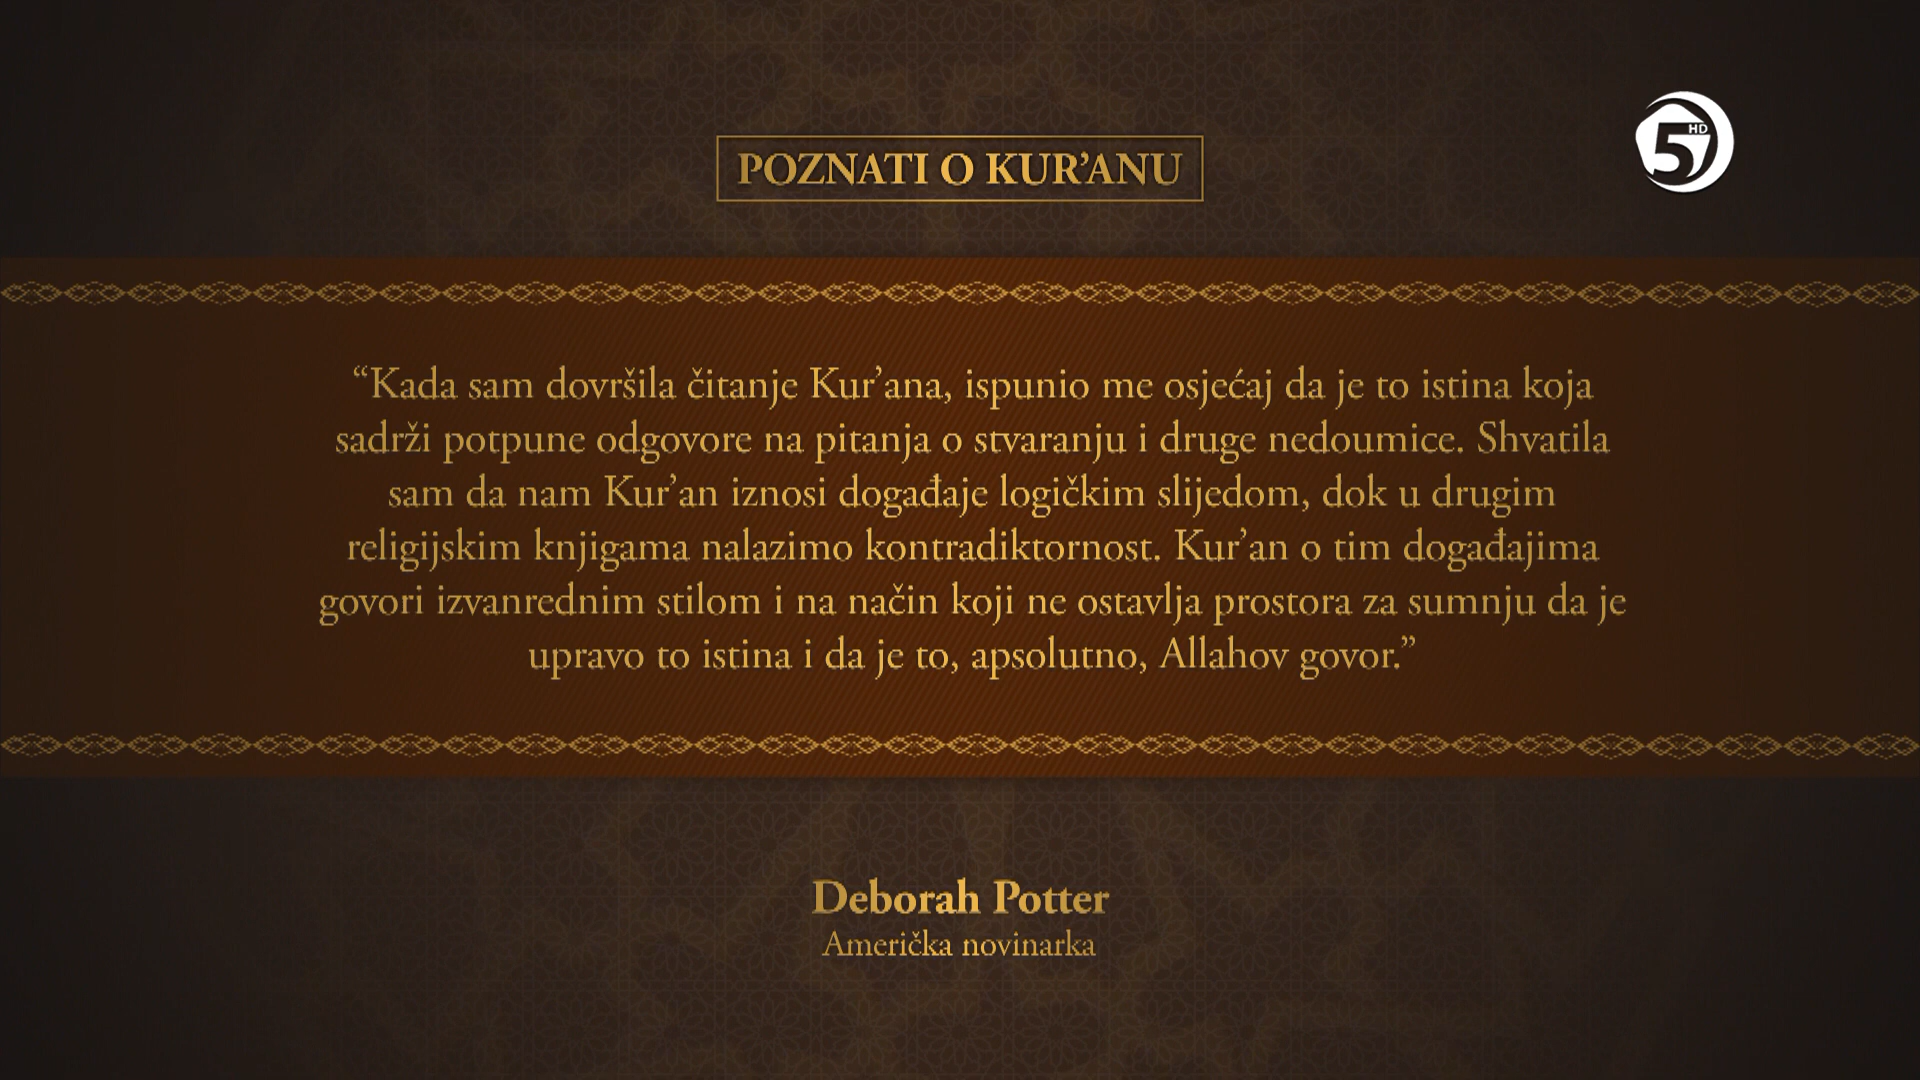 POZNATI O KUR’ANU
5 HD
“Kada sam dovršila čitanje Kur’ana, ispunio me osjećaj da je to istina koja
sadrži potpune odgovore na pitanja o stvaranju i druge nedoumice. Shvatila
sam da nam Kur’an iznosi događaje logičkim slijedom, dok u drugim
religijskim knjigama nalazimo kontradiktornost. Kur’an o tim događajima
govori izvanrednim stilom i na način koji ne ostavlja prostora za sumnju da je
upravo to istina i da je to, apsolutno, Allahov govor.”
Deborah Potter
Američka novinarka